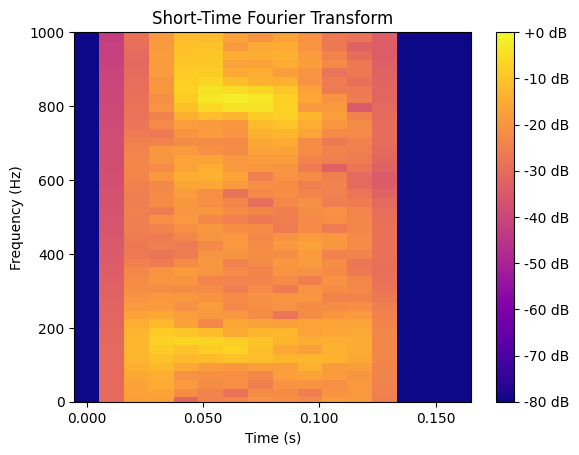 Short-Time Fourier Transform
1000
800
600
400
200
0
Frequency (Hz)
0.000
0.050
0.100
0.150
Time (s)
+0 dB
-10 dB
-20 dB
-30 dB
-40 dB
-50 dB
-60 dB
-70 dB
-80 dB